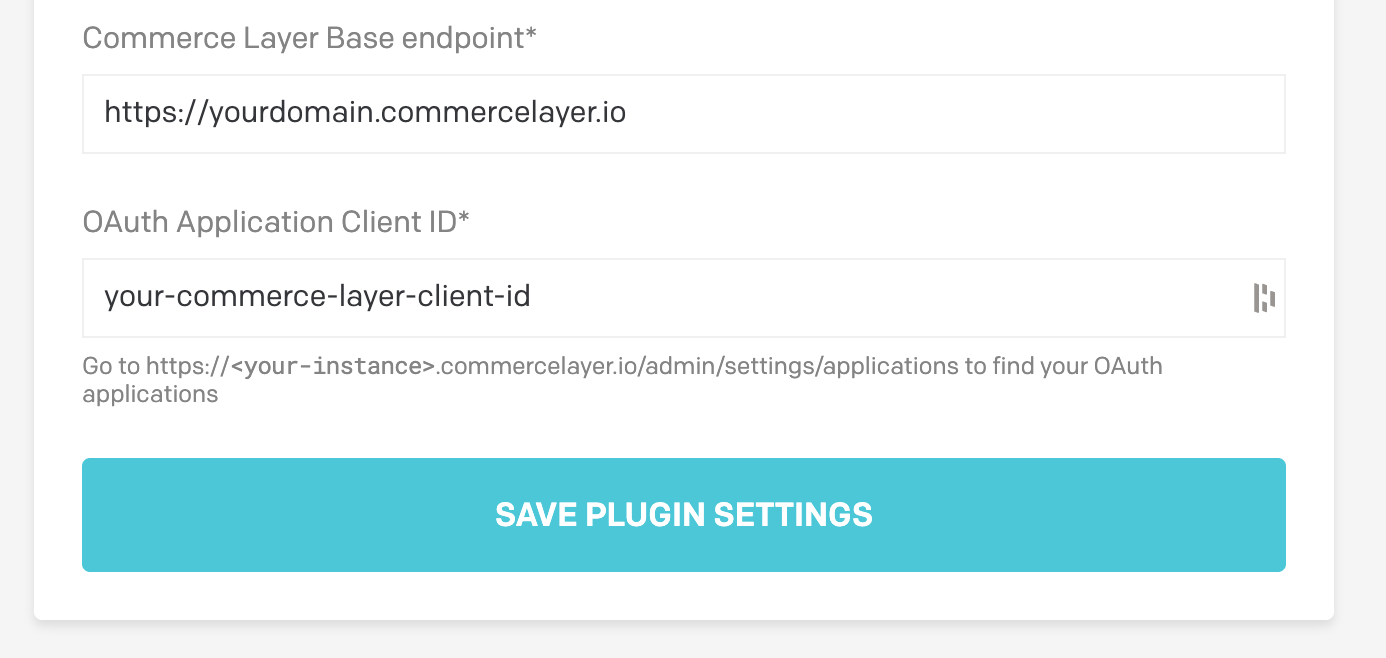 Commerce Layer Base endpoint*
https://yourdomain.commercelayer.io
OAuth Application Client ID*
your-commerce-layer-client-id
Go to https://<your-instance>.commercelayer.io/admin/settings/applications to find your OAuth
applications
SAVE PLUGIN SETTINGS